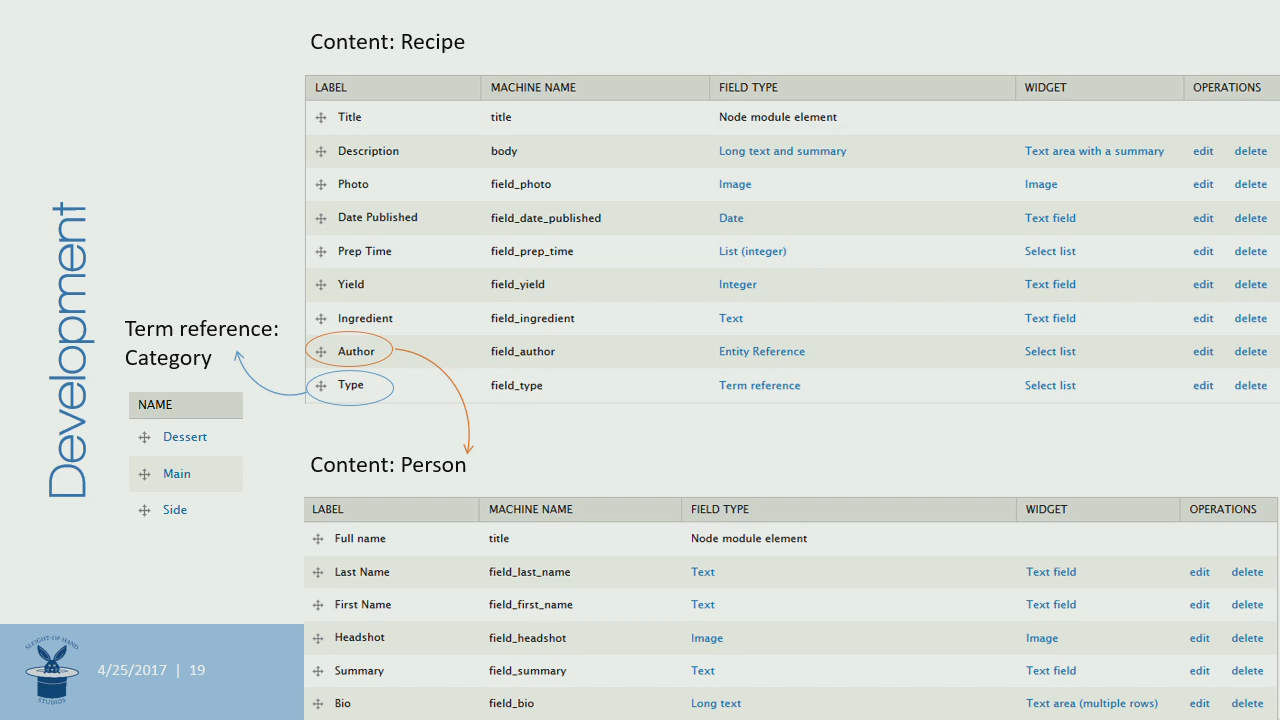 Content: Recipe
LABEL MACHINE NAME FIELD TYPE WIDGET OPERATIONS
Title title Node module element
Description body Long text and summary Text area with a summary edit delete
Photo field_photo Image Image edit delete
Date Published field_date_published Date Text field edit delete
Prep Time field_prep_time List (integer) Select list edit delete
Yield field_yield Integer Text field edit delete
Ingredient field_ingredient Text Text field edit delete
Author field_author Entity Reference Select list edit delete
Type field_type Term reference Select list edit delete
Development
Term reference:
Category
NAME
Dessert
Main
Side
Content: Person
LABEL MACHINE NAME FIELD TYPE WIDGET OPERATIONS
Full name title Node module element
Last Name field_last_name Text Text field edit delete
First Name field_first_name Text Text field edit delete
Headshot field_headshot Image Image edit delete
Summary field_summary Text Text field edit delete
Bio field_bio Long text Text area (multiple rows) edit delete
SLEIGHT-OF-HAND
STUDIOS
4/25/2017 | 19